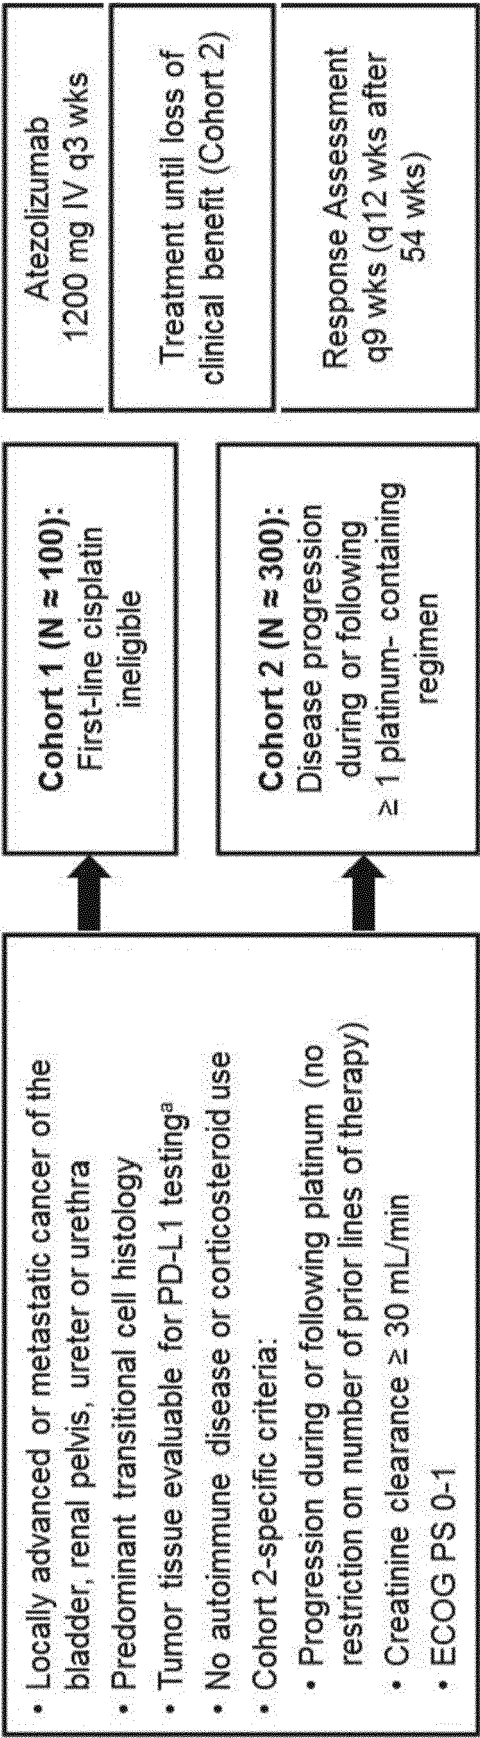 • Locally advanced or metastatic cancer of the
bladder, renal pelvis, ureter or urethra
• Predominant transitional cell histology
• Tumor tissue evaluable for PD-L1 testingᵃ
• No autoimmune disease or corticosteroid use
• Cohort 2-specific criteria:
• Progression during or following platinum (no
restriction on number of prior lines of therapy)
• Creatinine clearance ≥ 30 mL/min
• ECOG PS 0-1
Cohort 1 (N ≈ 100):
First-line cisplatin
ineligible
Cohort 2 (N ≈ 300):
Disease progression
during or following
≥ 1 platinum- containing
regimen
Atezolizumab
1200 mg IV q3 wks
Treatment until loss of
clinical benefit (Cohort 2)
Response Assessment
q9 wks (q12 wks after
54 wks)